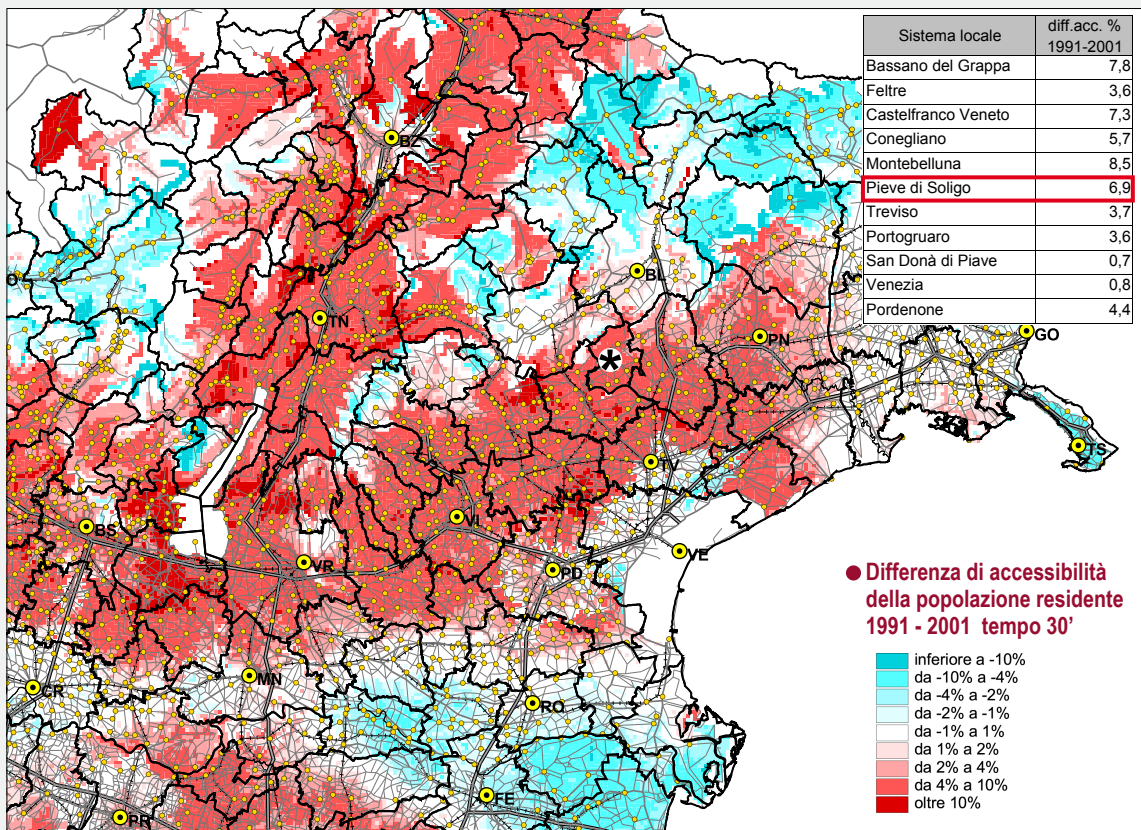 Sistema locale diff.acc. % 1991-2001
Bassano del Grappa 7,8
Feltre 3,6
Castelfranco Veneto 7,3
Conegliano 5,7
Montebelluna 8,5
Pieve di Soligo 6,9
Treviso 3,7
Portogruaro 3,6
San Donà di Piave 0,7
Venezia 0,8
Pordenone 4,4
BZ
BL
TN
PN
GO
*
TV
TS
BS
VI
VR
PD
VE
MN
CR
RO
FE
PR
Differenza di accessibilità
della popolazione residente
1991 - 2001 tempo 30'
inferiore a -10%
da -10% a -4%
da -4% a -2%
da -2% a -1%
da -1% a 1%
da 1% a 2%
da 2% a 4%
da 4% a 10%
oltre 10%